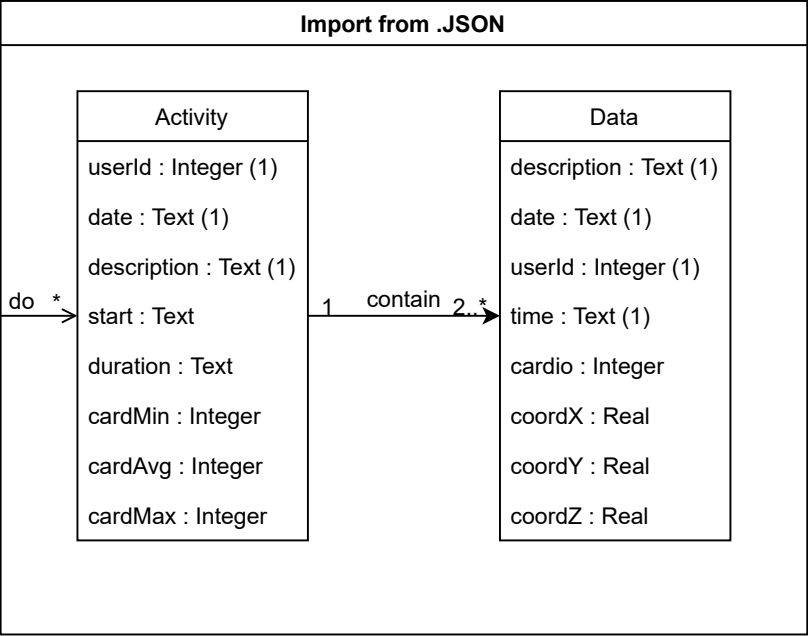 Import from .JSON
Activity
userId : Integer (1)
date : Text (1)
description : Text (1)
start : Text
duration : Text
cardMin : Integer
cardAvg : Integer
cardMax : Integer
do *
1 contain 2..*
Data
description : Text (1)
date : Text (1)
userId : Integer (1)
time : Text (1)
cardio : Integer
coordX : Real
coordY : Real
coordZ : Real